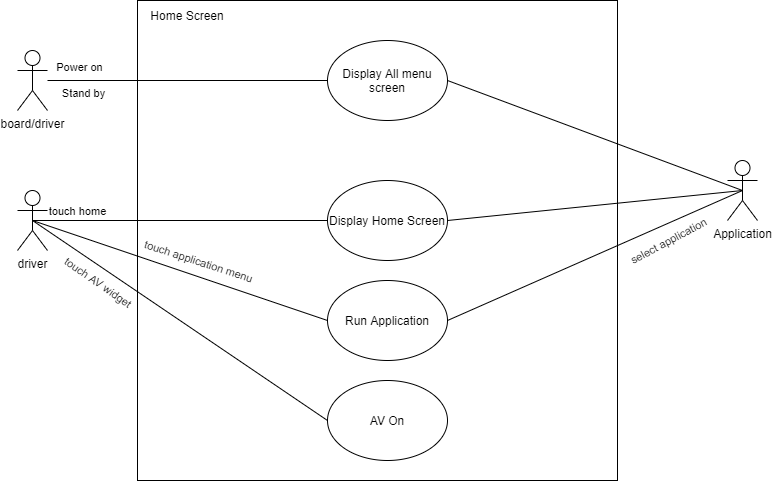 Home Screen
Power on
Stand by
board/driver
Display All menu
screen
touch home
Display Home Screen
driver
touch application menu
touch AV widget
Application
select application
Run Application
AV On